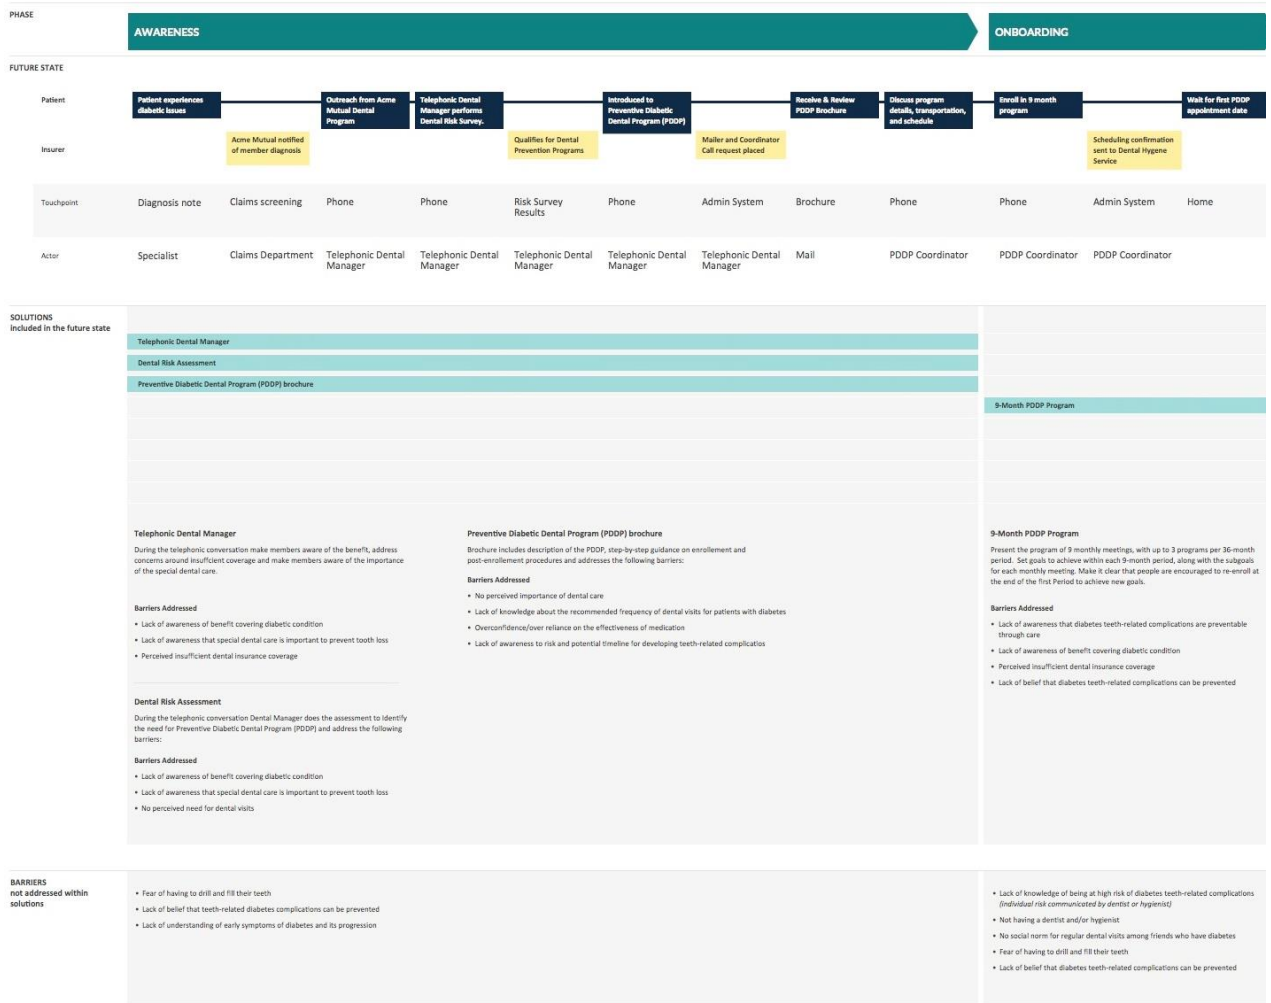 PHASE
AWARENESS
ONBOARDING
FUTURE STATE
Patient
Patient experiences
diabetic issues
Outreach from Acme
Mutual Dental
Program
Telephonic Dental
Manager performs
Dental Risk Survey.
Introduced to
Preventive Diabetic
Dental Program (PDDP)
Receive & Review
PDDP Brochure
Discuss program
details, transportation,
and schedule
Enroll in 9 month
program
Wait for first PDDP
appointment date
Insurer
Acme Mutual notified
of member diagnosis
Qualifies for Dental
Prevention Programs
Mailer and Coordinator
Call request placed
Scheduling confirmation
sent to Dental Hygene
Service
Touchpoint
Diagnosis note
Claims screening
Phone
Phone
Risk Survey
Results
Phone
Admin System
Brochure
Phone
Phone
Admin System
Home
Actor
Specialist
Claims Department
Telephonic Dental
Manager
Telephonic Dental
Manager
Telephonic Dental
Manager
Telephonic Dental
Manager
Telephonic Dental
Manager
Mail
PDDP Coordinator
PDDP Coordinator
PDDP Coordinator
SOLUTIONS
included in the future state
Telephonic Dental Manager
Dental Risk Assessment
Preventive Diabetic Dental Program (PDDP) brochure
9-Month PDDP Program
Telephonic Dental Manager
During the telephonic conversation make members aware of the benefit, address
concerns around insufficient coverage and make members aware of the importance
of the special dental care.
Barriers Addressed
• Lack of awareness of benefit covering diabetic condition
• Lack of awareness that special dental care is important to prevent tooth loss
• Perceived insufficient dental insurance coverage
Dental Risk Assessment
During the telephonic conversation Dental Manager does the assessment to identify
the need for Preventive Diabetic Dental Program (PDDP) and address the following
barriers:
Barriers Addressed
• Lack of awareness of benefit covering diabetic condition
• Lack of awareness that special dental care is important to prevent tooth loss
• No perceived need for dental visits
Preventive Diabetic Dental Program (PDDP) brochure
Brochure includes description of the PDDP, step-by-step guidance on enrollement and
post-enrollement procedures and addresses the following barriers:
Barriers Addressed
• No perceived importance of dental care
• Lack of knowledge about the recommended frequency of dental visits for patients with diabetes
• Overconfidence/over reliance on the effectiveness of medication
• Lack of awareness to risk and potential timeline for developing teeth-related complicatios
9-Month PDDP Program
Present the program of 9 monthly meetings, with up to 3 programs per 36-month
period. Set goals to achieve within each 9-month period, along with the subgoals
for each monthly meeting. Make it clear that people are encouraged to re-enroll at
the end of the first Period to achieve new goals.
Barriers Addressed
• Lack of awareness that diabetes teeth-related complications are preventable
through care
• Lack of awareness of benefit covering diabetic condition
• Perceived insufficient dental insurance coverage
• Lack of belief that diabetes teeth-related complications can be prevented
BARRIERS
not addressed within
solutions
• Fear of having to drill and fill their teeth
• Lack of belief that teeth-related diabetes complications can be prevented
• Lack of understanding of early symptoms of diabetes and its progression
• Lack of knowledge of being at high risk of diabetes teeth-related complications
(individual risk communicated by dentist or hygienist)
• Not having a dentist and/or hygienist
• No social norm for regular dental visits among friends who have diabetes
• Fear of having to drill and fill their teeth
• Lack of belief that diabetes teeth-related complications can be prevented